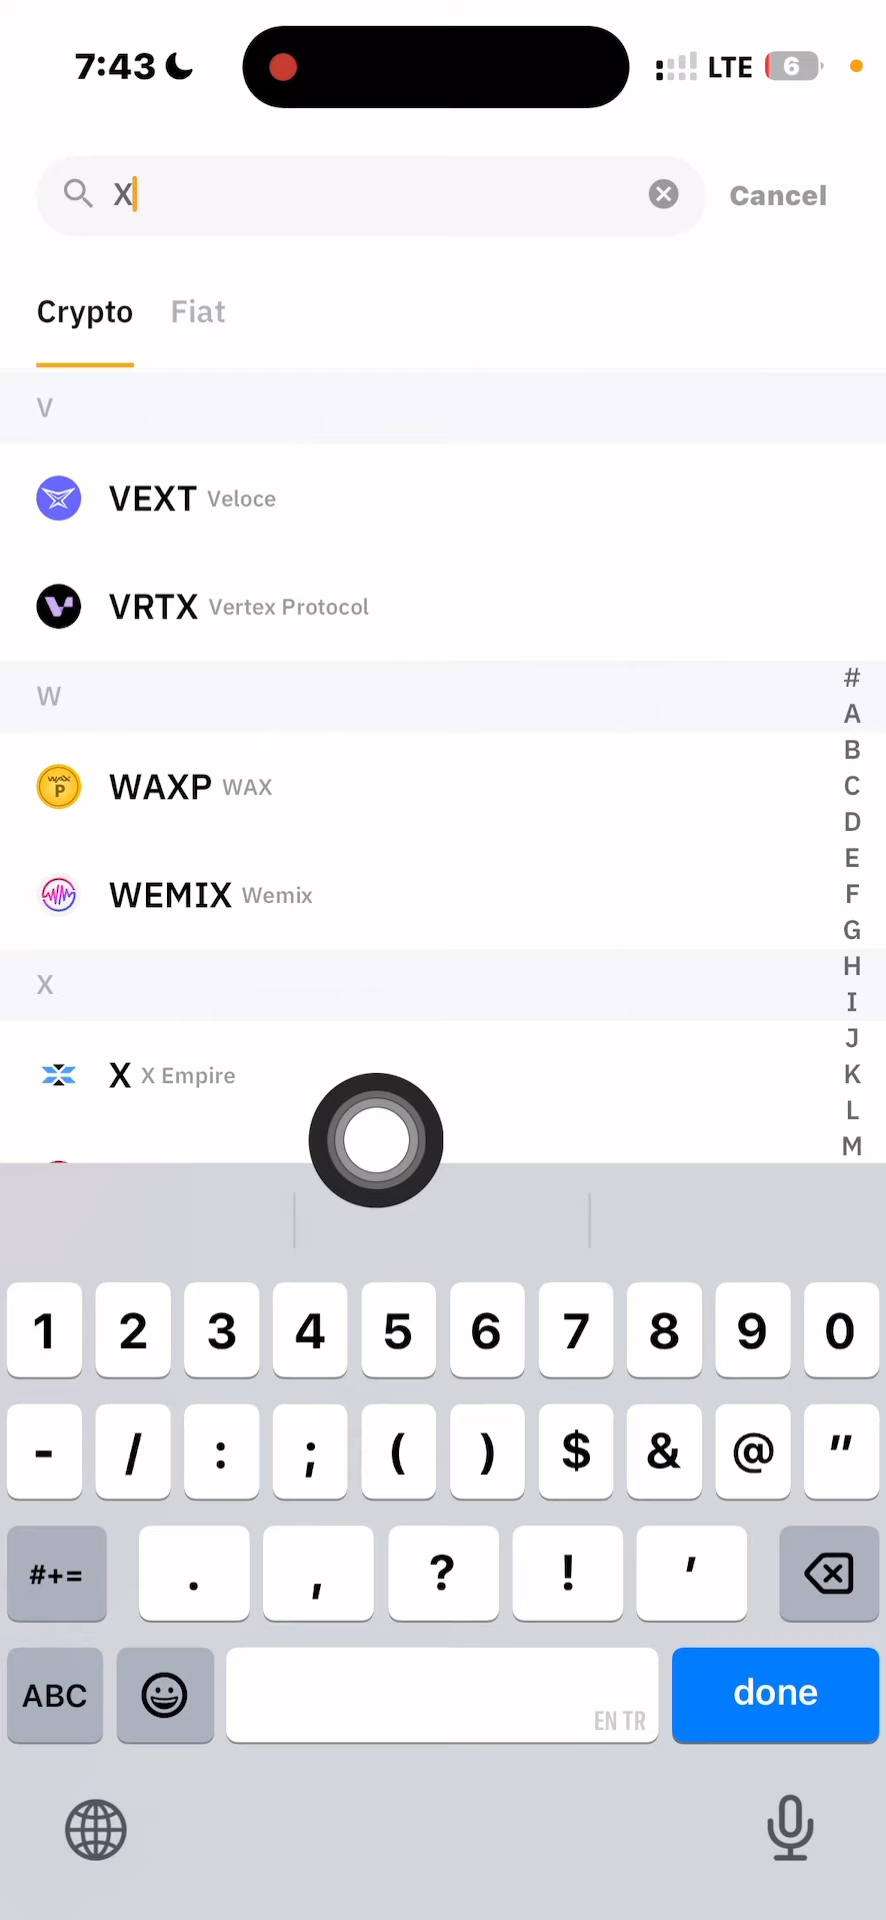 7:43 LTE 6
X Cancel
Crypto Fiat
V
VEXT Veloce
VRTX Vertex Protocol
W
WAXP WAX
WEMIX Wemix
X
X X Empire
#
A
B
C
D
E
F
G
H
I
J
K
L
M
1 2 3 4 5 6 7 8 9 0
- / : ; ( ) $ & @ "
#+= . , ? ! '
ABC EN TR done